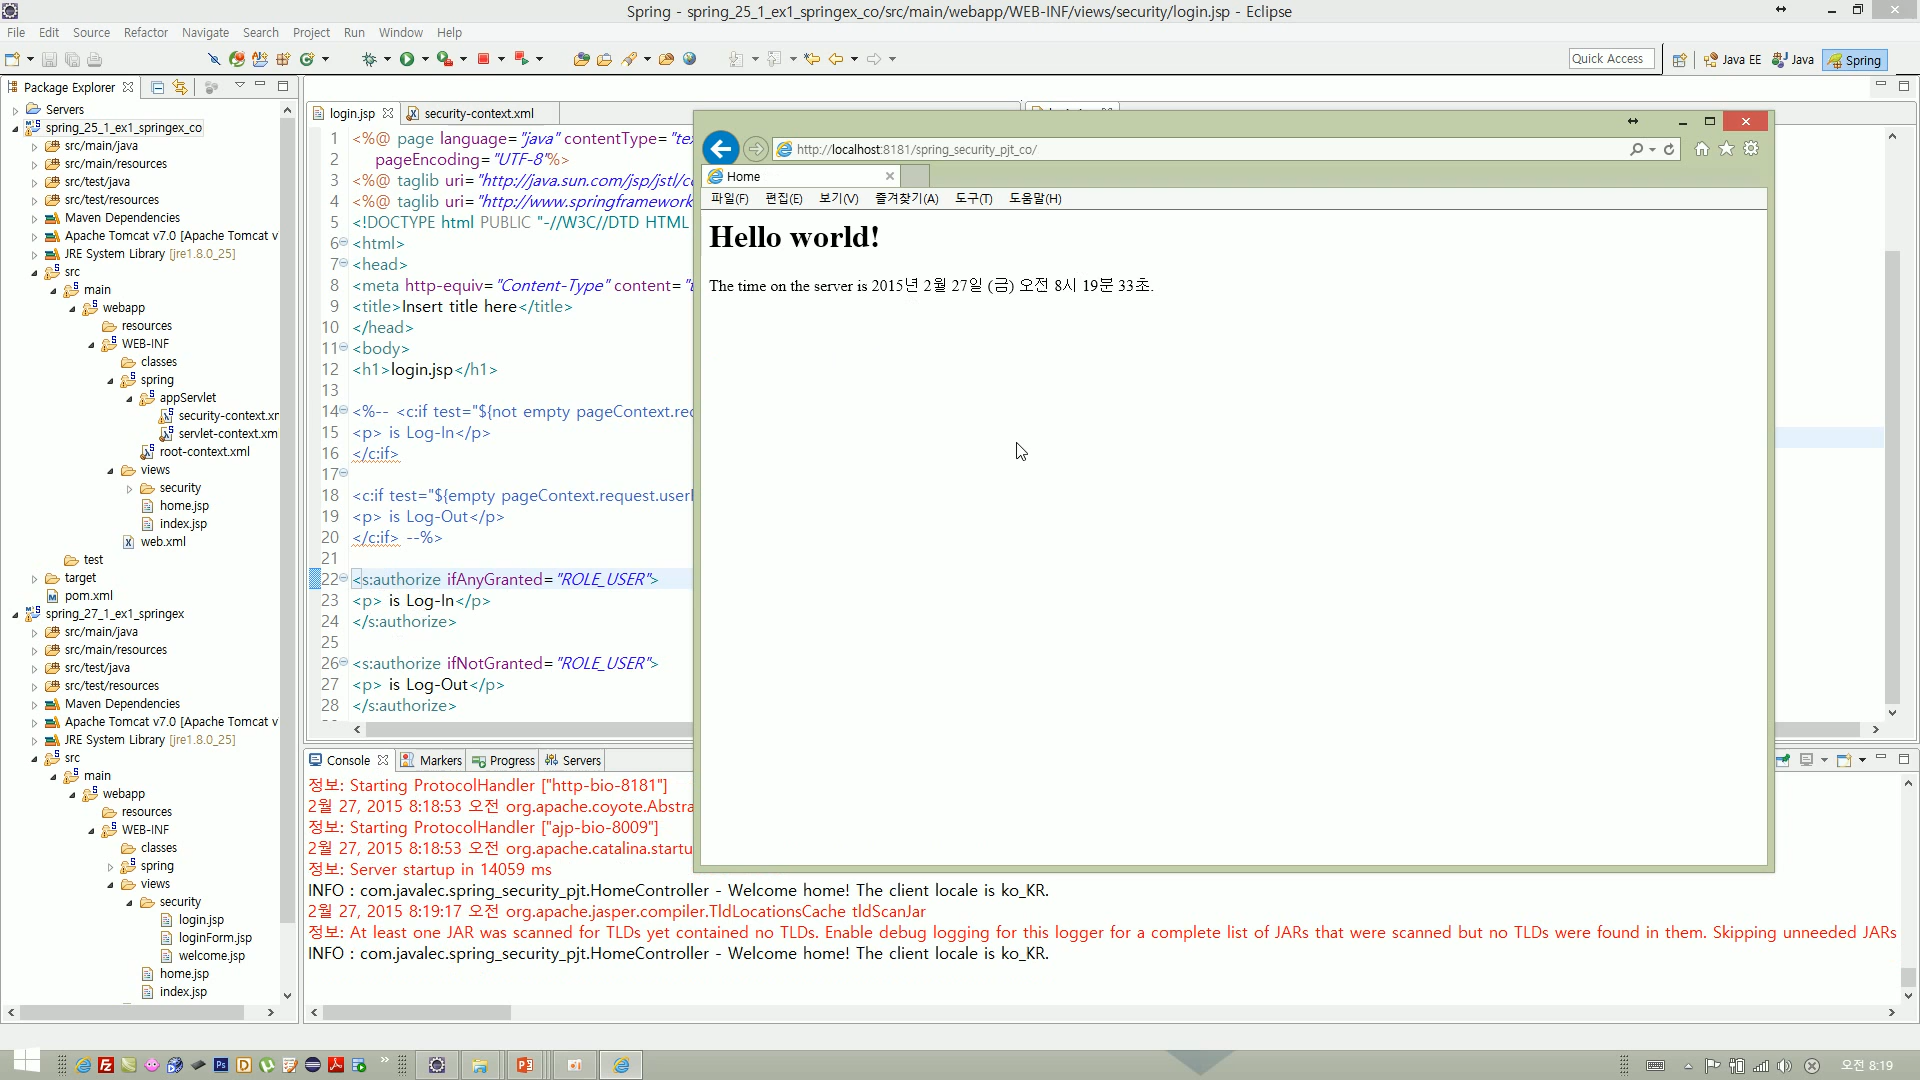 Spring - spring_25_1_ex1_springex_co/src/main/webapp/WEB-INF/views/security/login.jsp - Eclipse
File Edit Source Refactor Navigate Search Project Run Window Help
Quick Access
Java EE
Java
Spring
Package Explorer
Servers
spring_25_1_ex1_springex_co
src/main/java
src/main/resources
src/test/java
src/test/resources
Maven Dependencies
Apache Tomcat v7.0 [Apache Tomcat v
JRE System Library [jre1.8.0_25]
src
main
webapp
resources
WEB-INF
classes
spring
appServlet
security-context.xr
servlet-context.xm
root-context.xml
views
security
home.jsp
index.jsp
web.xml
test
target
pom.xml
spring_27_1_ex1_springex
src/main/java
src/main/resources
src/test/java
src/test/resources
Maven Dependencies
Apache Tomcat v7.0 [Apache Tomcat v
JRE System Library [jre1.8.0_25]
src
main
webapp
resources
WEB-INF
classes
spring
views
security
login.jsp
loginForm.jsp
welcome.jsp
home.jsp
index.jsp
login.jsp
security-context.xml
1 <%@ page language="java" contentType="te
2 pageEncoding="UTF-8"%>
3 <%@ taglib uri="http://java.sun.com/jsp/jstl/c
4 <%@ taglib uri="http://www.springframework
5 <!DOCTYPE html PUBLIC "-//W3C//DTD HTML
6 <html>
7 <head>
8 <meta http-equiv="Content-Type" content="t
9 <title>Insert title here</title>
10 </head>
11 <body>
12 <h1>login.jsp</h1>
13
14 <%-- <c:if test="${not empty pageContext.rec
15 <p> is Log-In</p>
16 </c:if>
17
18 <c:if test="${empty pageContext.request.userI
19 <p> is Log-Out</p>
20 </c:if> --%>
21
22 <s:authorize ifAnyGranted="ROLE_USER">
23 <p> is Log-In</p>
24 </s:authorize>
25
26 <s:authorize ifNotGranted="ROLE_USER">
27 <p> is Log-Out</p>
28 </s:authorize>
http://localhost:8181/spring_security_pjt_co/
Home
파일(F) 편집(E) 보기(V) 즐겨찾기(A) 도구(T) 도움말(H)
Hello world!
The time on the server is 2015년 2월 27일 (금) 오전 8시 19분 33초.
Console Markers Progress Servers
정보: Starting ProtocolHandler ["http-bio-8181"]
2월 27, 2015 8:18:53 오전 org.apache.coyote.Abstra
정보: Starting ProtocolHandler ["ajp-bio-8009"]
2월 27, 2015 8:18:53 오전 org.apache.catalina.startu
정보: Server startup in 14059 ms
INFO : com.javalec.spring_security_pjt.HomeController - Welcome home! The client locale is ko_KR.
2월 27, 2015 8:19:17 오전 org.apache.jasper.compiler.TldLocationsCache tldScanJar
정보: At least one JAR was scanned for TLDs yet contained no TLDs. Enable debug logging for this logger for a complete list of JARs that were scanned but no TLDs were found in them. Skipping unneeded JARs
INFO : com.javalec.spring_security_pjt.HomeController - Welcome home! The client locale is ko_KR.
오전 8:19